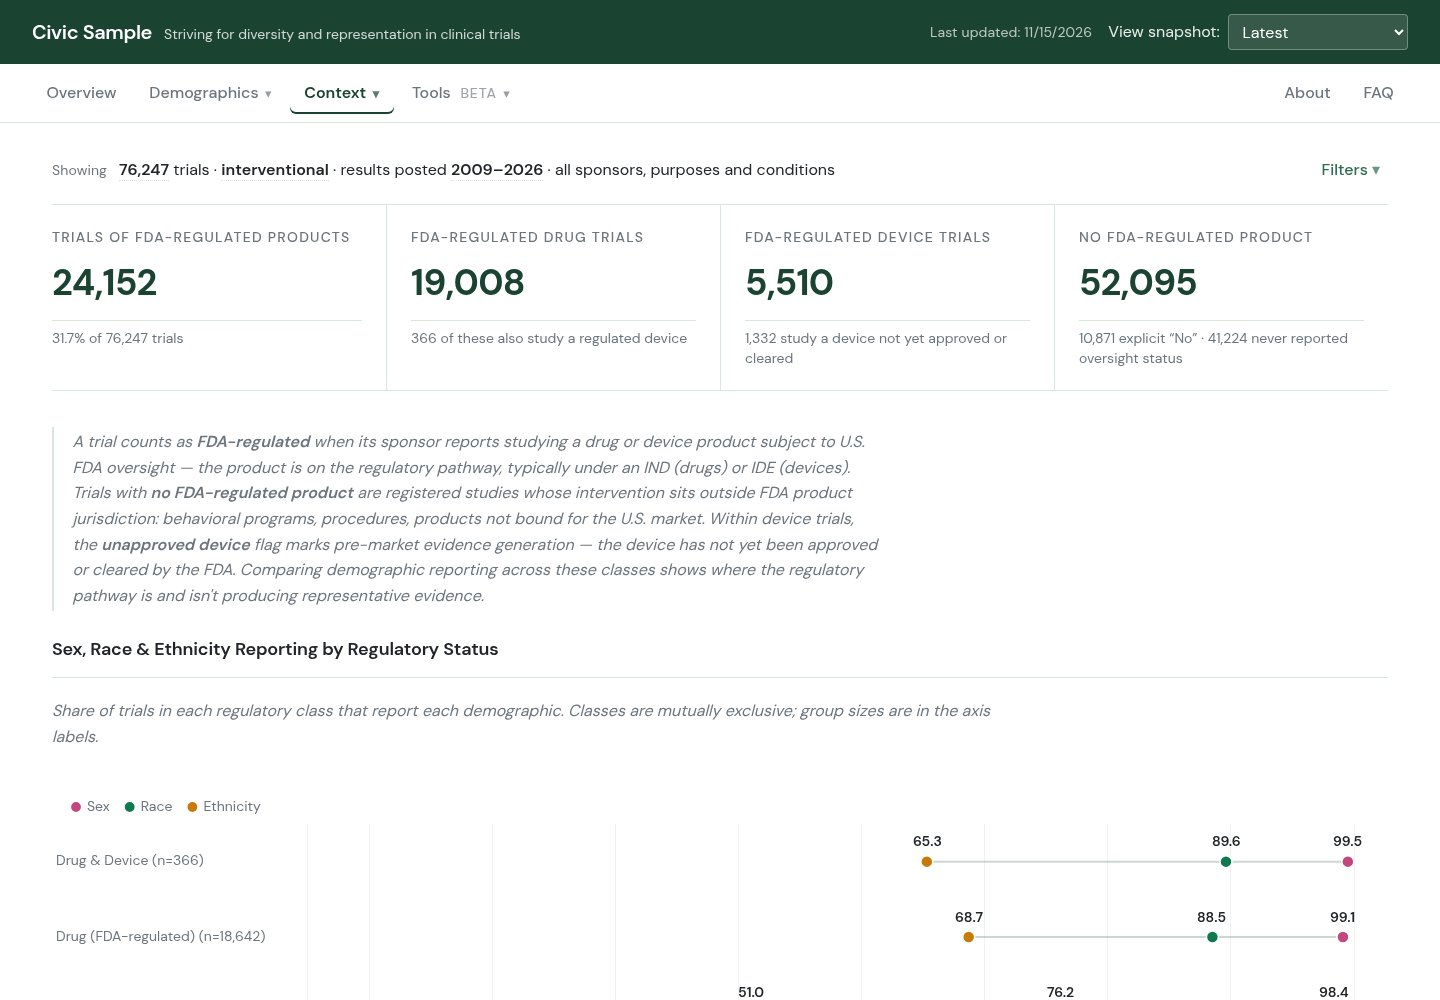 Civic Sample Striving for diversity and representation in clinical trials Last updated: 11/15/2026 View snapshot: Latest
Overview Demographics ▾ Context ▾ Tools BETA ▾ About FAQ
Showing 76,247 trials · interventional · results posted 2009–2026 · all sponsors, purposes and conditions Filters ▾
TRIALS OF FDA-REGULATED PRODUCTS
24,152
31.7% of 76,247 trials
FDA-REGULATED DRUG TRIALS
19,008
366 of these also study a regulated device
FDA-REGULATED DEVICE TRIALS
5,510
1,332 study a device not yet approved or
cleared
NO FDA-REGULATED PRODUCT
52,095
10,871 explicit “No” · 41,224 never reported
oversight status
A trial counts as FDA-regulated when its sponsor reports studying a drug or device product subject to U.S.
FDA oversight — the product is on the regulatory pathway, typically under an IND (drugs) or IDE (devices).
Trials with no FDA-regulated product are registered studies whose intervention sits outside FDA product
jurisdiction: behavioral programs, procedures, products not bound for the U.S. market. Within device trials,
the unapproved device flag marks pre-market evidence generation — the device has not yet been approved
or cleared by the FDA. Comparing demographic reporting across these classes shows where the regulatory
pathway is and isn't producing representative evidence.
Sex, Race & Ethnicity Reporting by Regulatory Status
Share of trials in each regulatory class that report each demographic. Classes are mutually exclusive; group sizes are in the axis
labels.
Sex Race Ethnicity
65.3 89.6 99.5
Drug & Device (n=366)
68.7 88.5 99.1
Drug (FDA-regulated) (n=18,642)
51.0 76.2 98.4